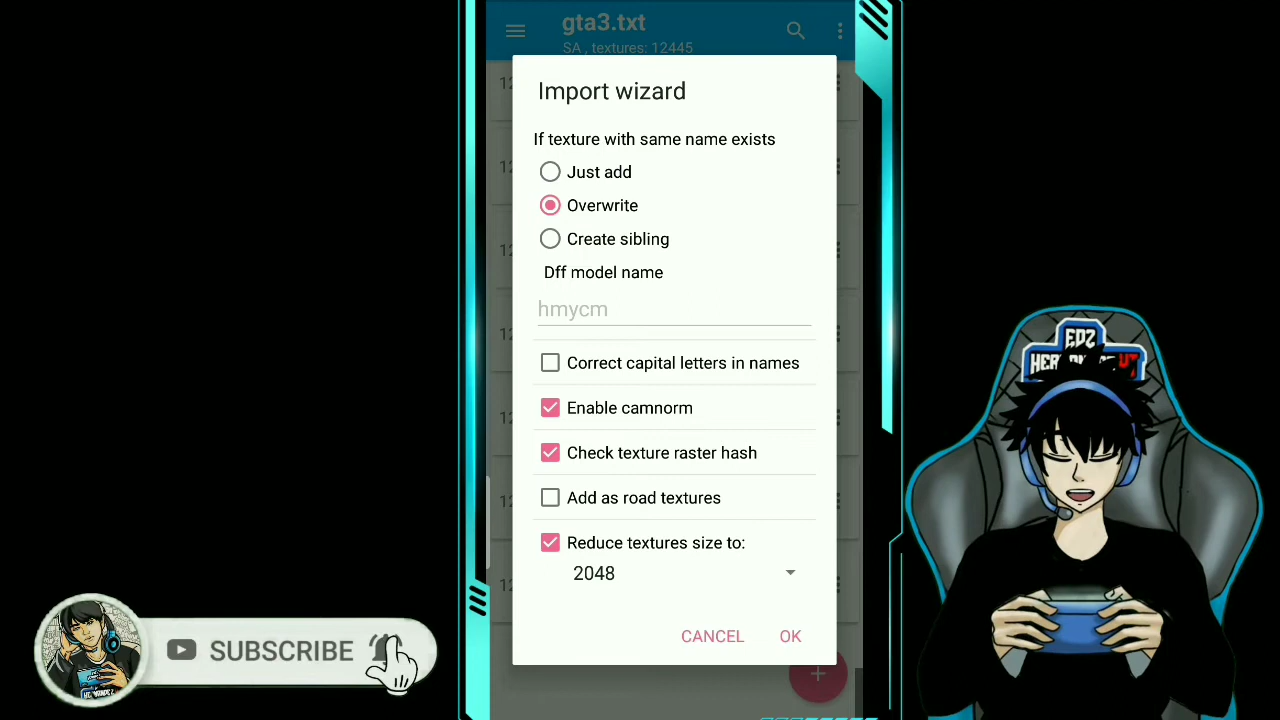 gta3.txt
SA , textures: 12445
Import wizard
If texture with same name exists
Just add
Overwrite
Create sibling
Dff model name
hmycm
Correct capital letters in names
Enable camnorm
Check texture raster hash
Add as road textures
Reduce textures size to:
2048
CANCEL
OK
SUBSCRIBE